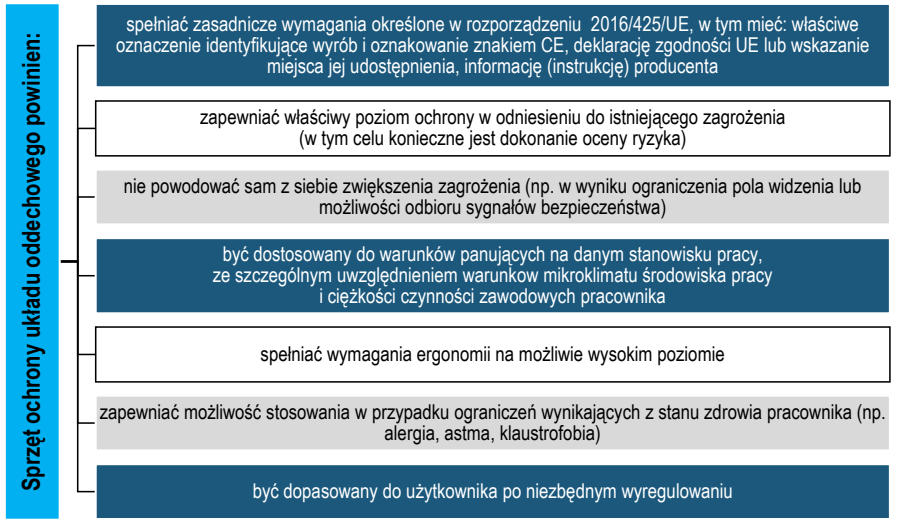 Sprzęt ochrony układu oddechowego powinien:
spełniać zasadnicze wymagania określone w rozporządzeniu 2016/425/UE, w tym mieć: właściwe
oznaczenie identyfikujące wyrób i oznakowanie znakiem CE, deklarację zgodności UE lub wskazanie
miejsca jej udostępnienia, informację (instrukcję) producenta
zapewniać właściwy poziom ochrony w odniesieniu do istniejącego zagrożenia
(w tym celu konieczne jest dokonanie oceny ryzyka)
nie powodować sam z siebie zwiększenia zagrożenia (np. w wyniku ograniczenia pola widzenia lub
możliwości odbioru sygnałów bezpieczeństwa)
być dostosowany do warunków panujących na danym stanowisku pracy,
ze szczególnym uwzględnieniem warunkow mikroklimatu środowiska pracy
i ciężkości czynności zawodowych pracownika
spełniać wymagania ergonomii na możliwie wysokim poziomie
zapewniać możliwość stosowania w przypadku ograniczeń wynikających z stanu zdrowia pracownika (np.
alergia, astma, klaustrofobia)
być dopasowany do użytkownika po niezbędnym wyregulowaniu